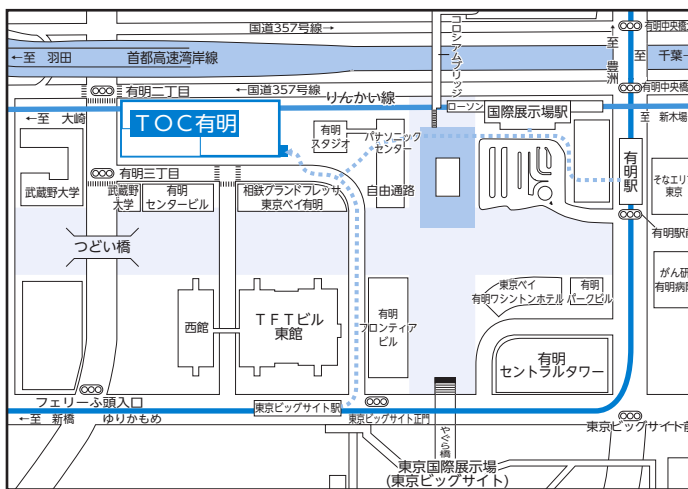 国道357号線→
←至 羽田
首都高速湾岸線
←国道357号線
有明二丁目
りんかい線
コロシアムブリッジ
至 豊洲
有明中央橋
至 千葉
有明中央橋
←至 大崎
TOC有明
有明
スタジオ
パナソニック
センター
ローソン
国際展示場駅
至 新木場
有明三丁目
武蔵野大学
武蔵野
大学
有明
センタービル
相鉄グランドフレッサ
東京ベイ有明
自由通路
有明駅
そなエリア
東京
有明駅前
つどい橋
がん研
有明病院
西館
TFTビル
東館
有明
フロンティア
ビル
東京ベイ
有明ワシントンホテル
有明
パークビル
有明
セントラルタワー
フェリーふ頭入口
←至 新橋
ゆりかもめ
東京ビッグサイト駅
東京ビッグサイト正門
やぐら橋
東京ビッグサイト前
東京国際展示場
(東京ビッグサイト)